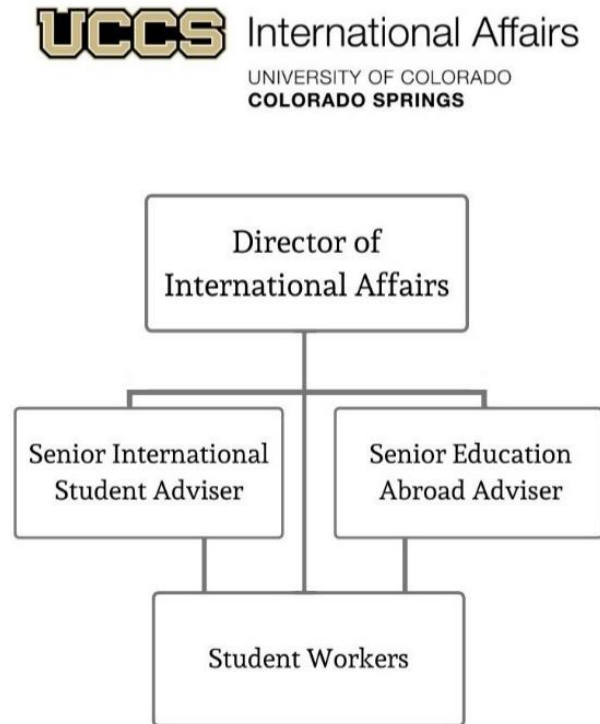 UCCS International Affairs
UNIVERSITY OF COLORADO
COLORADO SPRINGS
Director of
International Affairs
Senior International
Student Adviser
Senior Education
Abroad Adviser
Student Workers